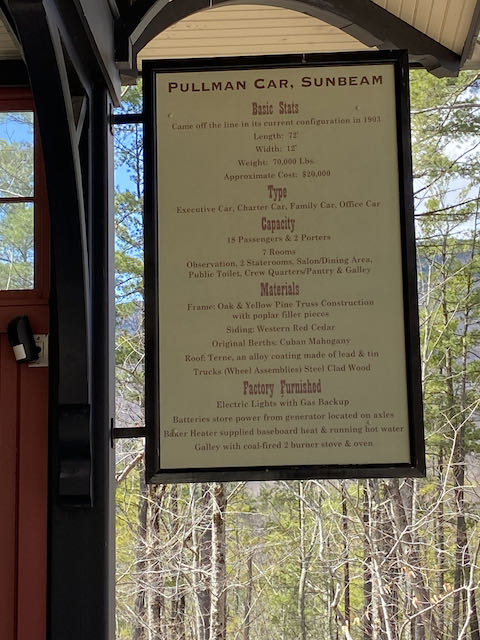 PULLMAN CAR, SUNBEAM
Basic Stats
Came off the line in its current configuration in 1903
Length: 72'
Width: 12'
Weight: 70,000 Lbs.
Approximate Cost: $20,000
Type
Executive Car, Charter Car, Family Car, Office Car
Capacity
18 Passengers & 2 Porters
7 Rooms
Observation, 2 Staterooms, Salon/Dining Area,
Public Toilet, Crew Quarters/Pantry & Galley
Materials
Frame: Oak & Yellow Pine Truss Construction
with poplar filler pieces
Siding: Western Red Cedar
Original Berths: Cuban Mahogany
Roof: Terne, an alloy coating made of lead & tin
Trucks (Wheel Assemblies) Steel Clad Wood
Factory Furnished
Electric Lights with Gas Backup
Batteries store power from generator located on axles
Baker Heater supplied baseboard heat & running hot water
Galley with coal-fired 2 burner stove & oven